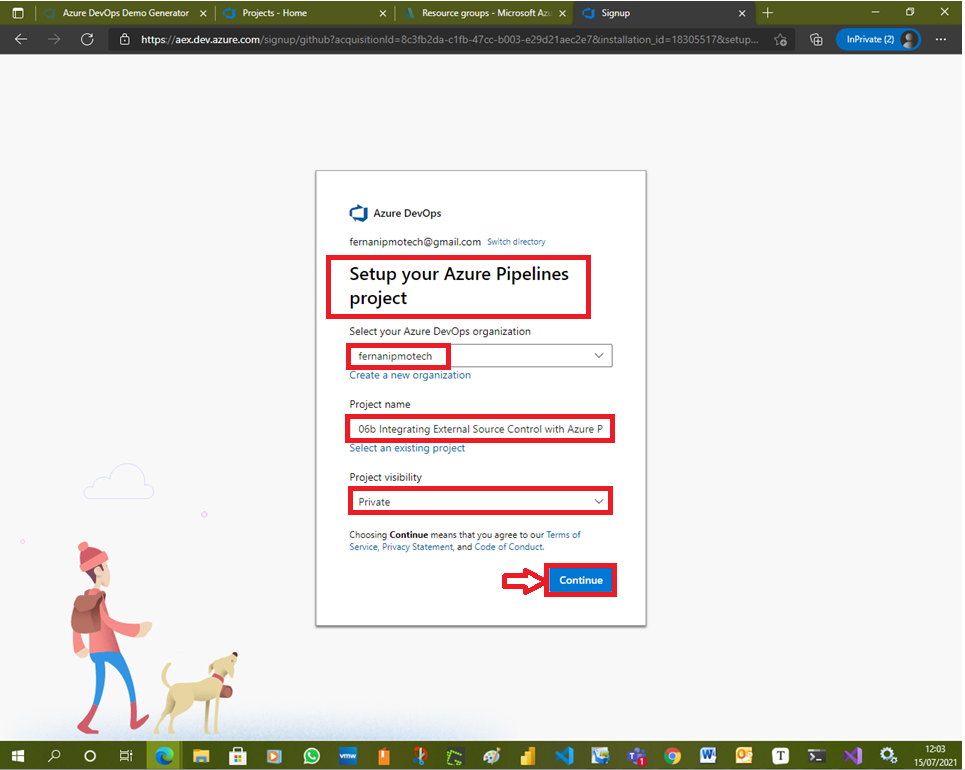 Azure DevOps Demo Generator
Projects - Home
Resource groups - Microsoft Azu
Signup
https://aex.dev.azure.com/signup/github?acquisitionId=8c3fb2da-c1fb-47cc-b003-e29d21aec2e7&installation_id=18305517&setup...
InPrivate (2)
Azure DevOps
fernanipmotech@gmail.com Switch directory
Setup your Azure Pipelines
project
Select your Azure DevOps organization
fernanipmotech
Create a new organization
Project name
06b Integrating External Source Control with Azure P
Select an existing project
Project visibility
Private
Choosing Continue means that you agree to our Terms of
Service, Privacy Statement, and Code of Conduct.
Continue
vmw
12:03
15/07/2021